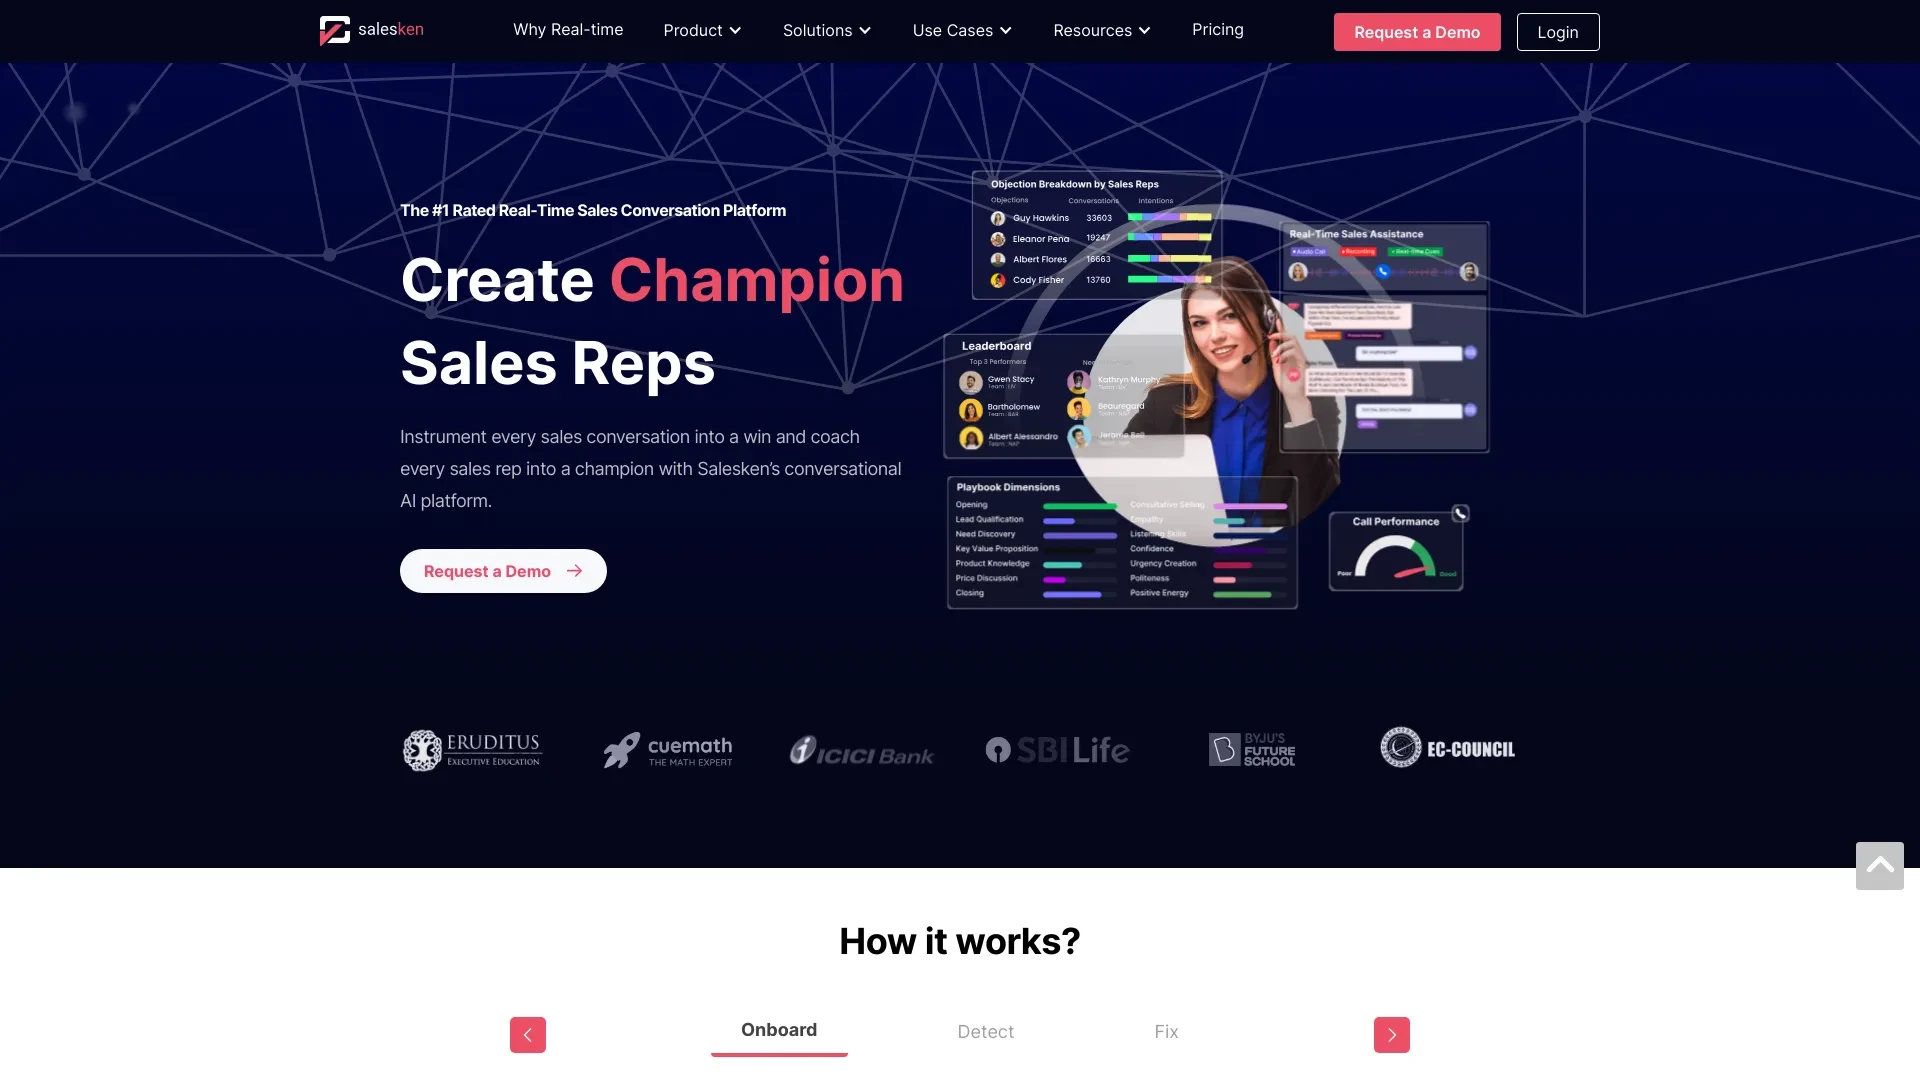 salesken
Why Real-time
Product
Solutions
Use Cases
Resources
Pricing
Request a Demo
Login
The #1 Rated Real-Time Sales Conversation Platform
Create Champion
Sales Reps
Instrument every sales conversation into a win and coach
every sales rep into a champion with Salesken’s conversational
AI platform.
Request a Demo
Objection Breakdown by Sales Reps
Objections Conversations Intentions
Guy Hawkins 33603
Eleanor Pena 19247
Albert Flores 16663
Cody Fisher 13760
Real-Time Sales Assistance
Audio Call Recording Real-time Cues
Leaderboard
Top 3 Performers
Gwen Stacy
Kathryn Murphy
Bartholomew
Beauregard
Albert Alessandro
Jerome Bell
Playbook Dimensions
Opening Consultative Selling
Lead Qualification Empathy
Need Discovery Listening Skills
Key Value Proposition Confidence
Product Knowledge Urgency Creation
Price Discussion Politeness
Closing Positive Energy
Call Performance
Poor Good
ERUDITUS
EXECUTIVE EDUCATION
cuemath
THE MATH EXPERT
ICICI Bank
SBI Life
BYJU'S
FUTURE
SCHOOL
EC-COUNCIL
How it works?
Onboard
Detect
Fix